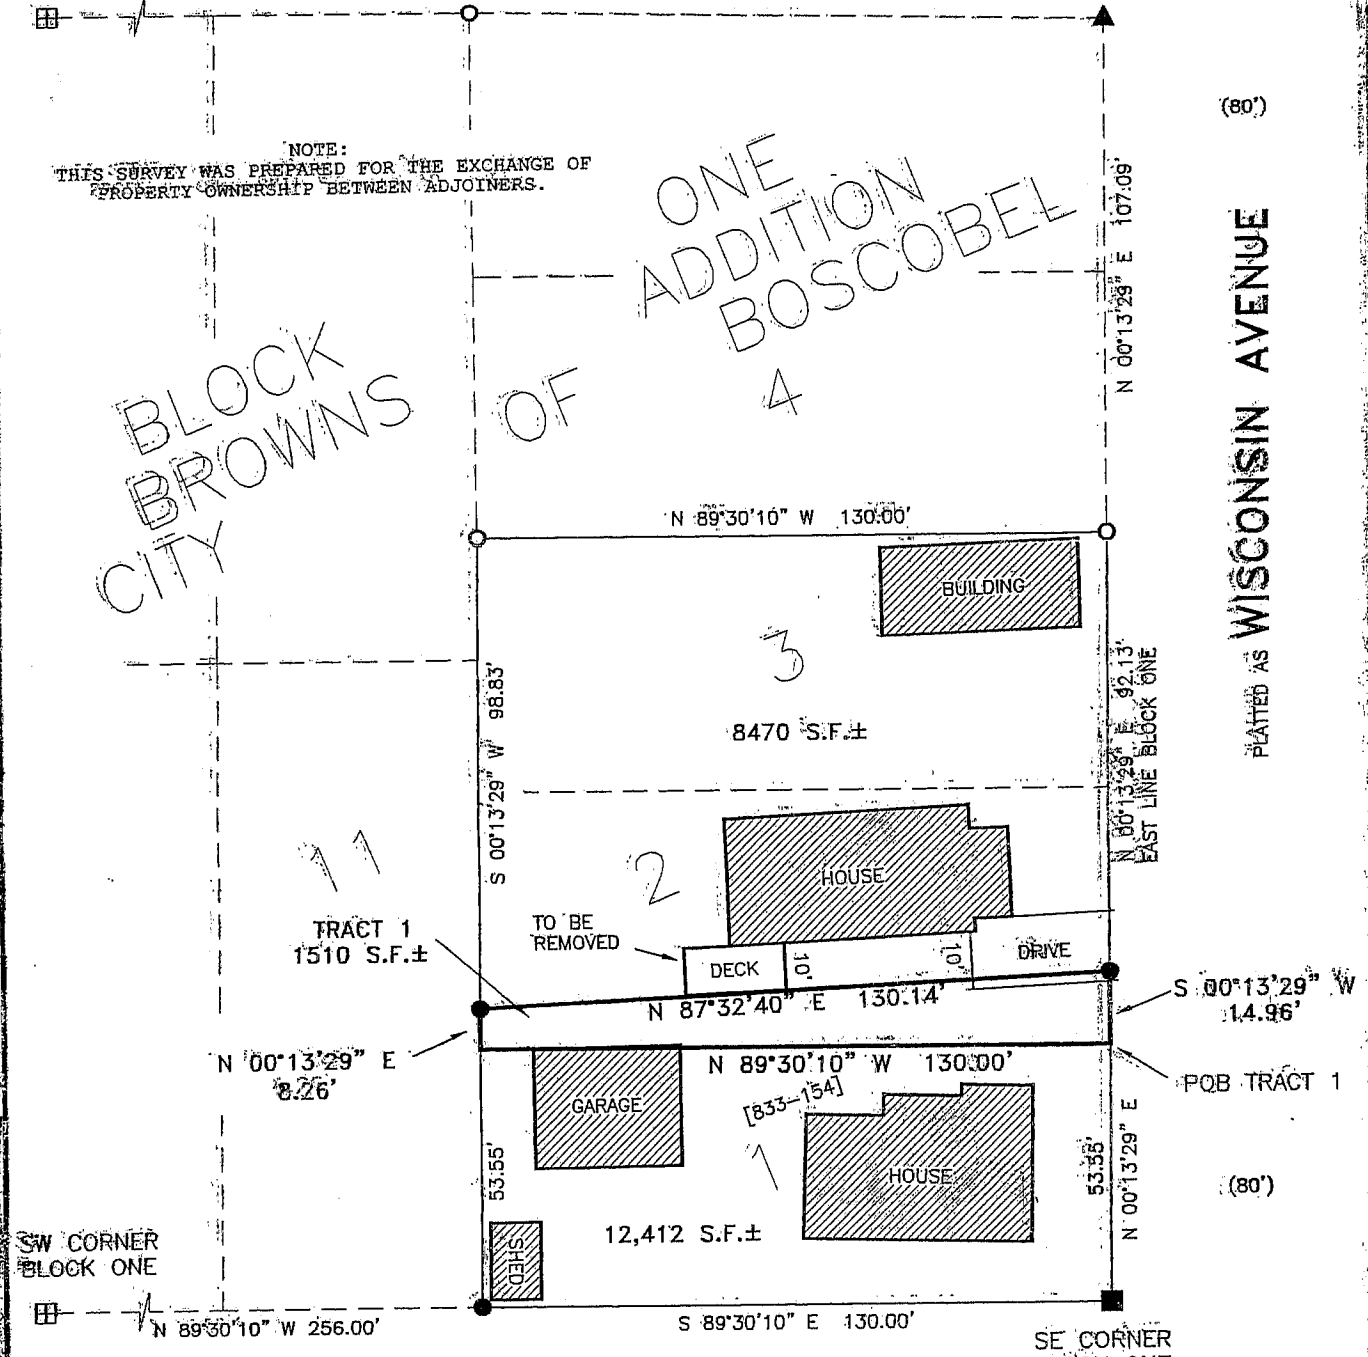 (80')
NOTE:
THIS SURVEY WAS PREPARED FOR THE EXCHANGE OF
PROPERTY OWNERSHIP BETWEEN ADJOINERS.
ONE
ADDITION
BOSCOBEL
N 00°13'29" E 107.09'
PLATTED AS WISCONSIN AVENUE
BLOCK
BROWNS
CITY
OF
4
N 89°30'10" W 130.00'
BUILDING
3
S 00°13'29" W 98.83'
N 00°13'29" E 92.13'
EAST LINE BLOCK ONE
8470 S.F.±
11
2
HOUSE
TRACT 1
1510 S.F.±
TO BE
REMOVED
DECK
10'
10'
DRIVE
N 87°32'40" E 130.14'
S 00°13'29" W
14.96'
N 00°13'29" E
8.26'
N 89°30'10" W 130.00'
POB TRACT 1
[833-154]
GARAGE
1
HOUSE
53.55'
53.55'
N 00°13'29" E
(80')
SW CORNER
BLOCK ONE
SHED
12,412 S.F.±
N 89°30'10" W 256.00'
S 89°30'10" E 130.00'
SE CORNER